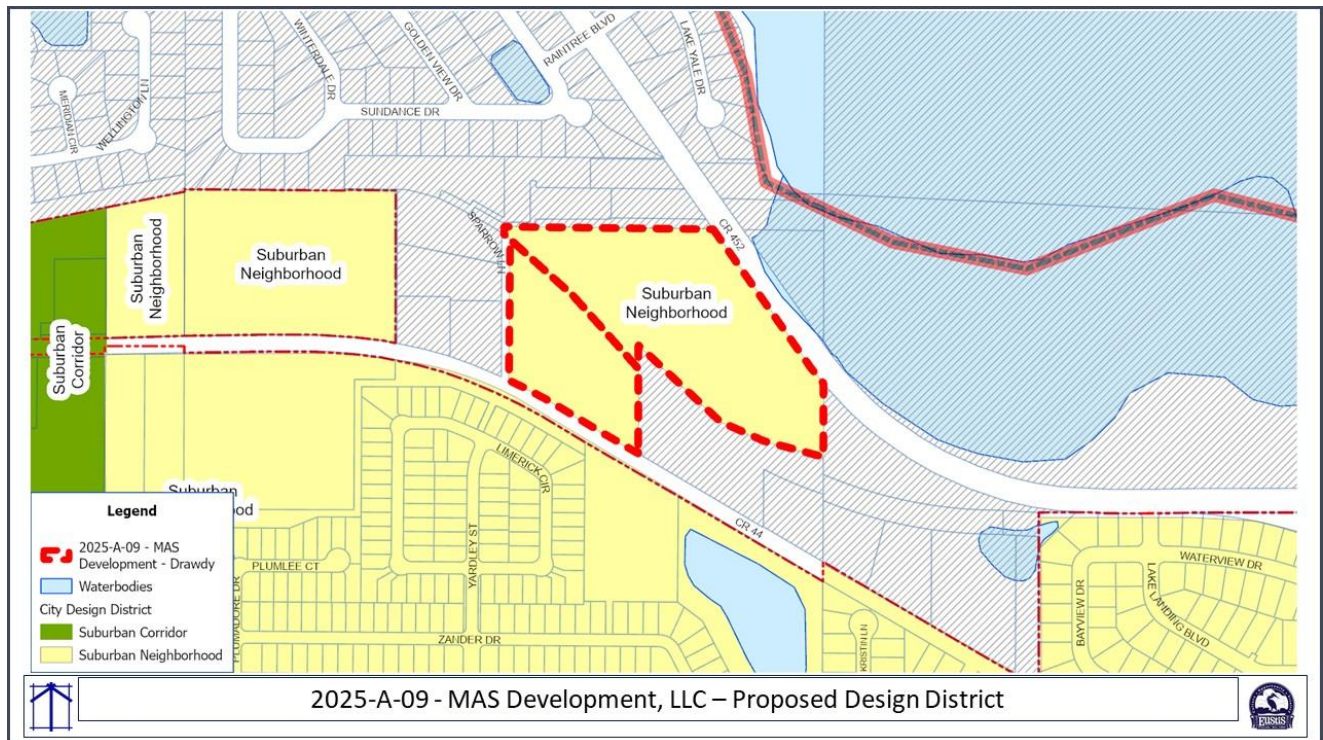 WINTERDALE DR
GOLDEN VIEW DR
RAINTREE BLVD
LAKE YALE DR
MERIDIAN CIR
WELLINGTON LN
SUNDANCE DR
SPARROW LN
CR 452
Suburban
Neighborhood
Suburban
Neighborhood
Suburban
Neighborhood
Suburban
Corridor
LIMERICK CIR
YARDLEY ST
CR 44
PLUMLEE CT
PLUMADORE DR
ZANDER DR
KRISTIN LN
BAYVIEW DR
WATERVIEW DR
LAKE LANDING BLVD
Suburban
Legend
2025-A-09 - MAS
Development - Drawdy
Waterbodies
City Design District
Suburban Corridor
Suburban Neighborhood
2025-A-09 - MAS Development, LLC – Proposed Design District